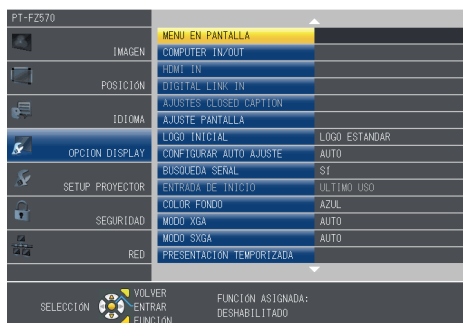 PT-FZ570
IMAGEN
POSICIÓN
IDIOMA
OPCION DISPLAY
SETUP PROYECTOR
SEGURIDAD
RED
MENU EN PANTALLA
COMPUTER IN/OUT
HDMI IN
DIGITAL LINK IN
AJUSTES CLOSED CAPTION
AJUSTE PANTALLA
LOGO INICIAL LOGO ESTANDAR
CONFIGURAR AUTO AJUSTE AUTO
BUSQUEDA SEÑAL SÍ
ENTRADA DE INICIO ULTIMO USO
COLOR FONDO AZUL
MODO XGA AUTO
MODO SXGA AUTO
PRESENTACIÓN TEMPORIZADA
SELECCIÓN
VOLVER
ENTRAR
FUNCIÓN
FUNCIÓN ASIGNADA:
DESHABILITADO